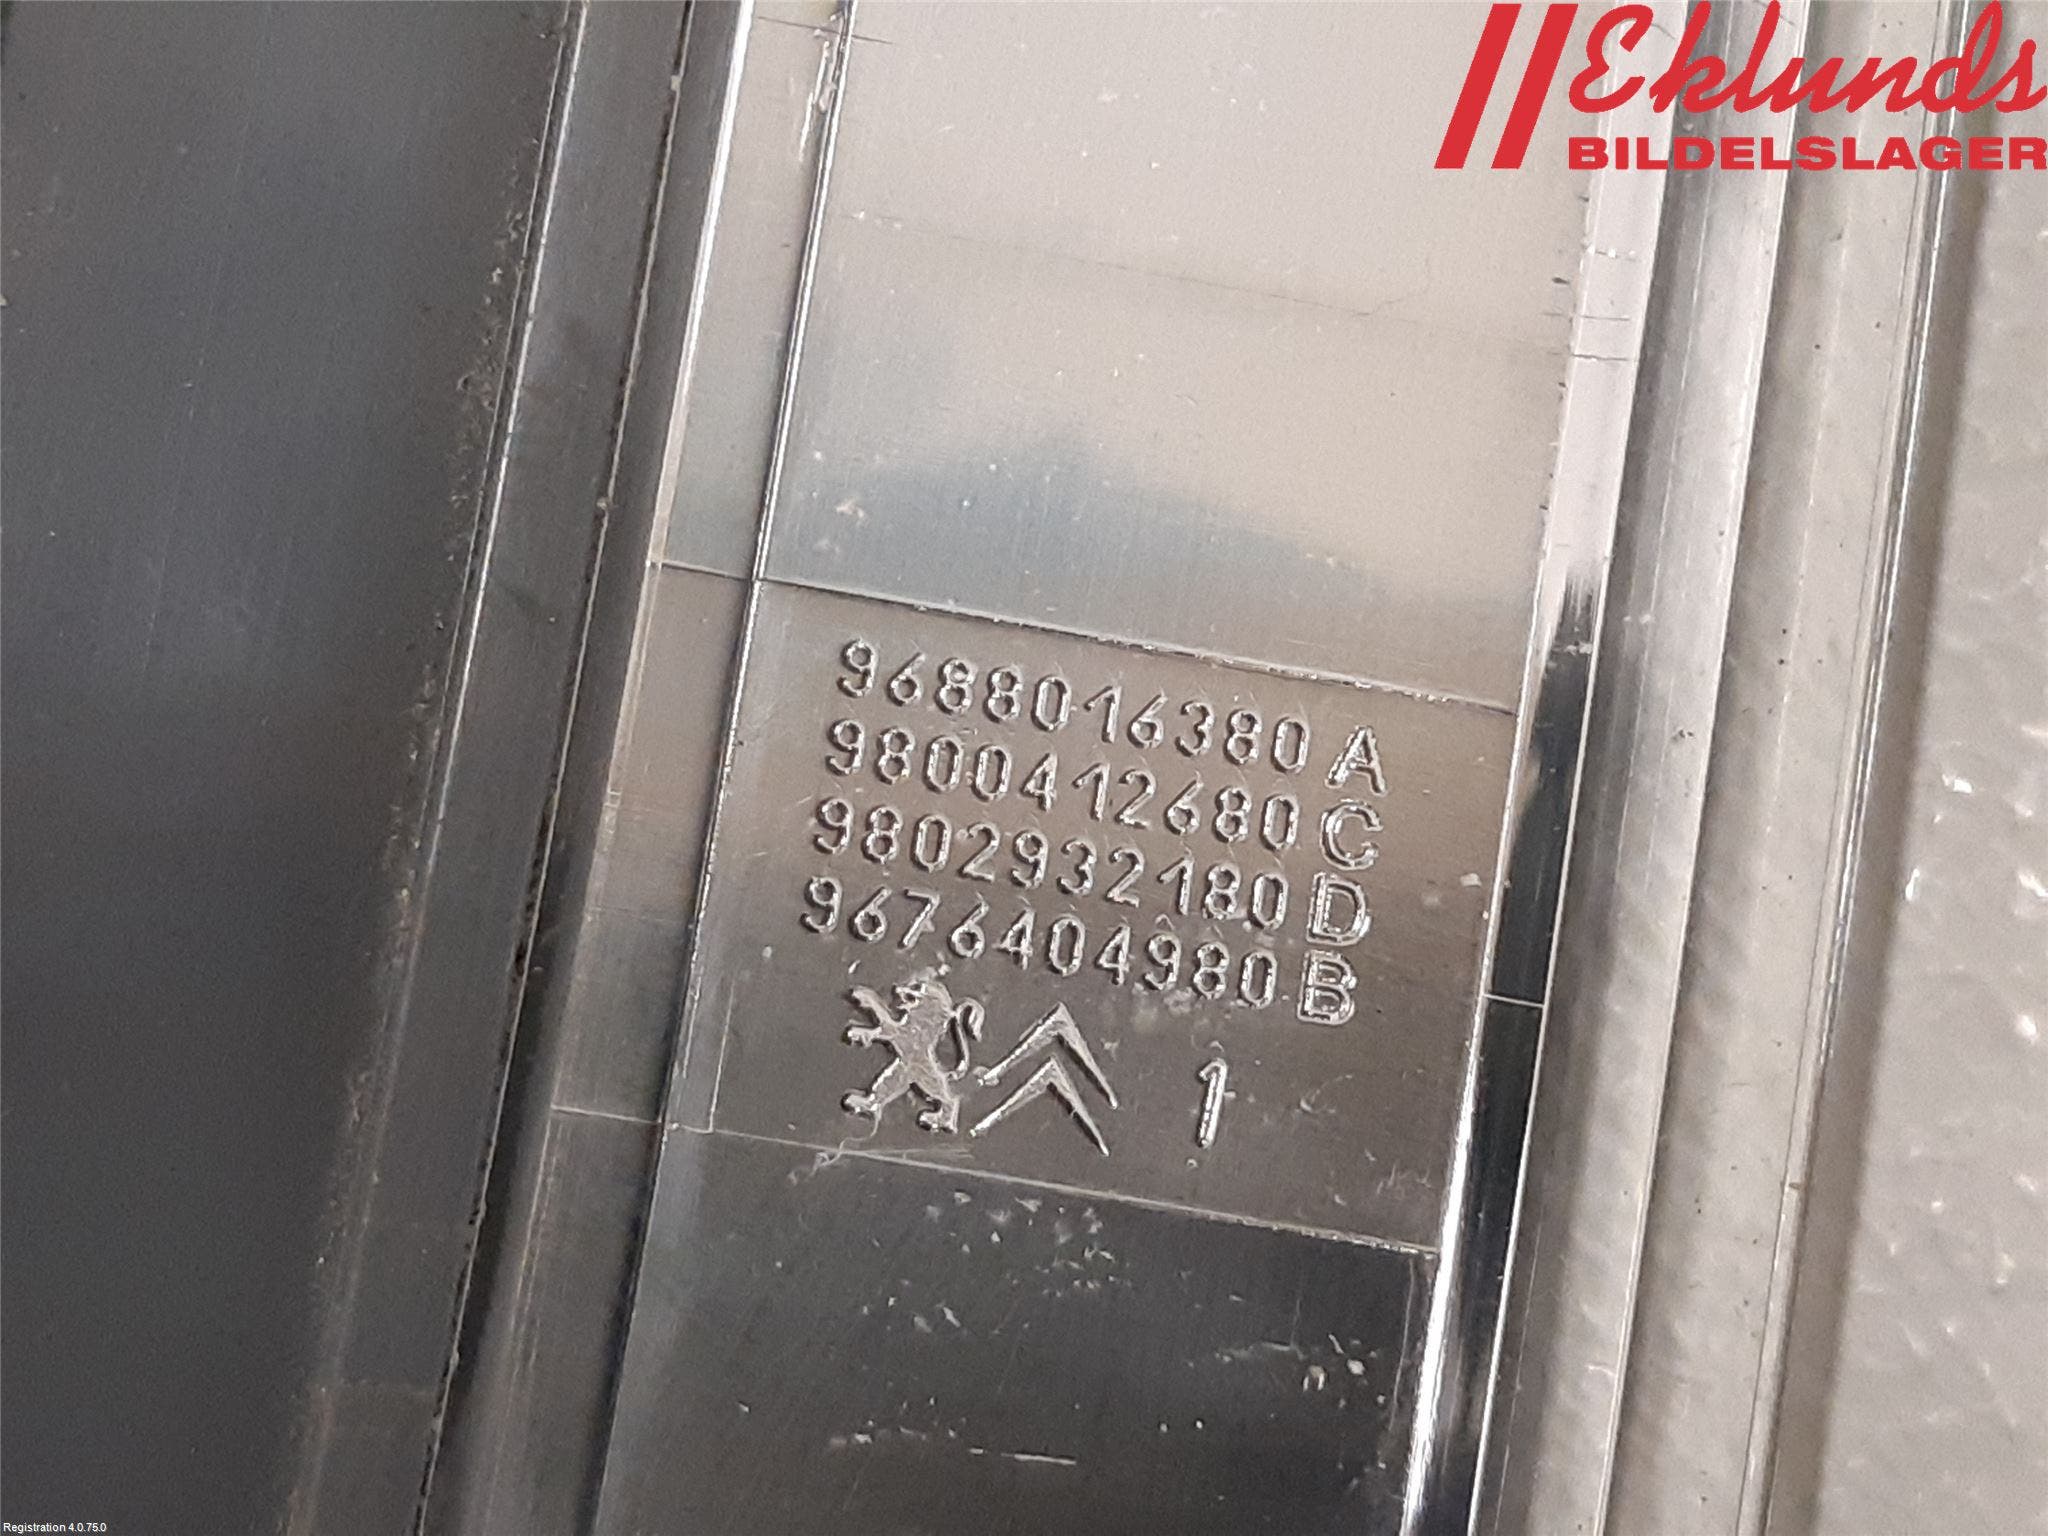 Eklunds
BILDELSLAGER
9688016380 A
9800412680 C
9802932180 D
9676404980 B
1
Registration 4.0.75.0